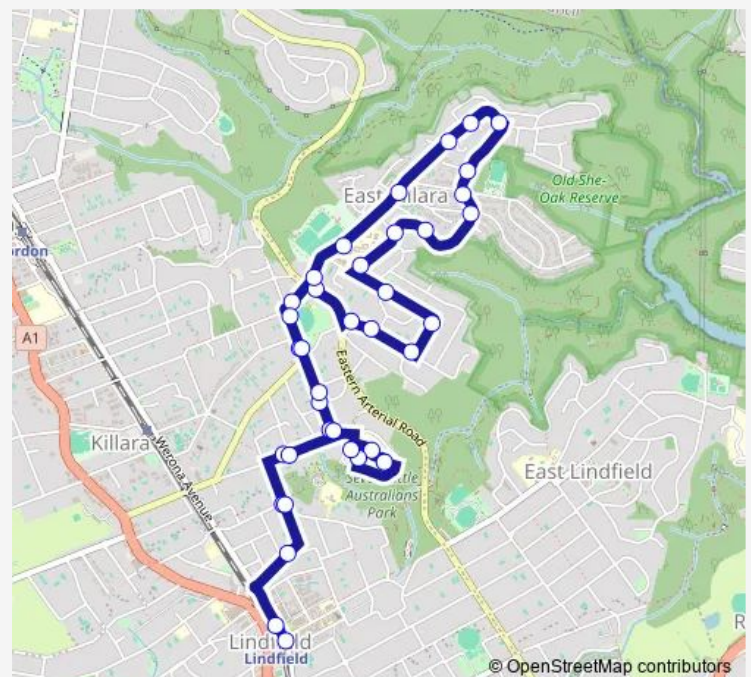 East Killara
Old She-
Oak Reserve
ordon
A1
Eastern Arterial Road
Killara
Werona Avenue
East Lindfield
Australians
Park
Lindfield
Lindfield
R
© OpenStreetMap contributors